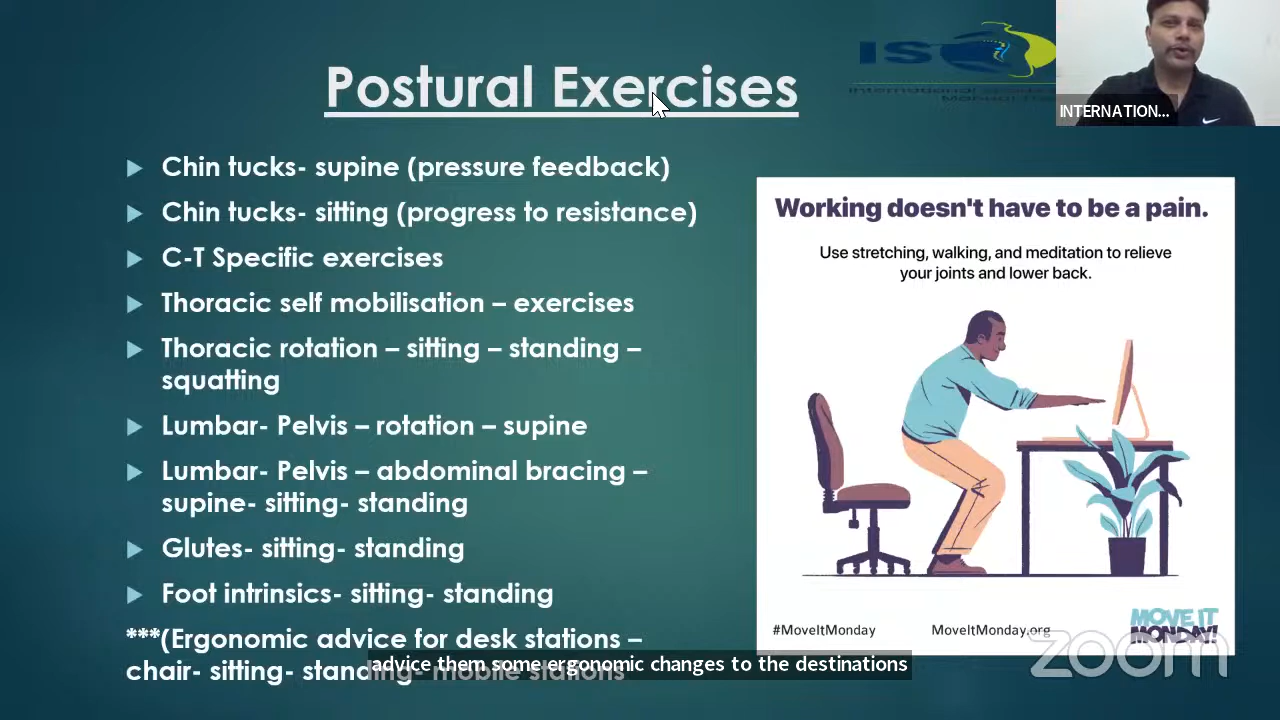 Postural Exercises
INTERNATION...
Chin tucks- supine (pressure feedback)
Chin tucks- sitting (progress to resistance)
C-T Specific exercises
Thoracic self mobilisation – exercises
Thoracic rotation – sitting – standing –
squatting
Lumbar- Pelvis – rotation – supine
Lumbar- Pelvis – abdominal bracing –
supine- sitting- standing
Glutes- sitting- standing
Foot intrinsics- sitting- standing
***(Ergonomic advice for desk stations –
chair- sitting- standing- mobile stations
Working doesn't have to be a pain.
Use stretching, walking, and meditation to relieve
your joints and lower back.
#MoveItMonday
MoveItMonday.org
MOVE IT
MONDAY!
zoom
advice them some ergonomic changes to the destinations